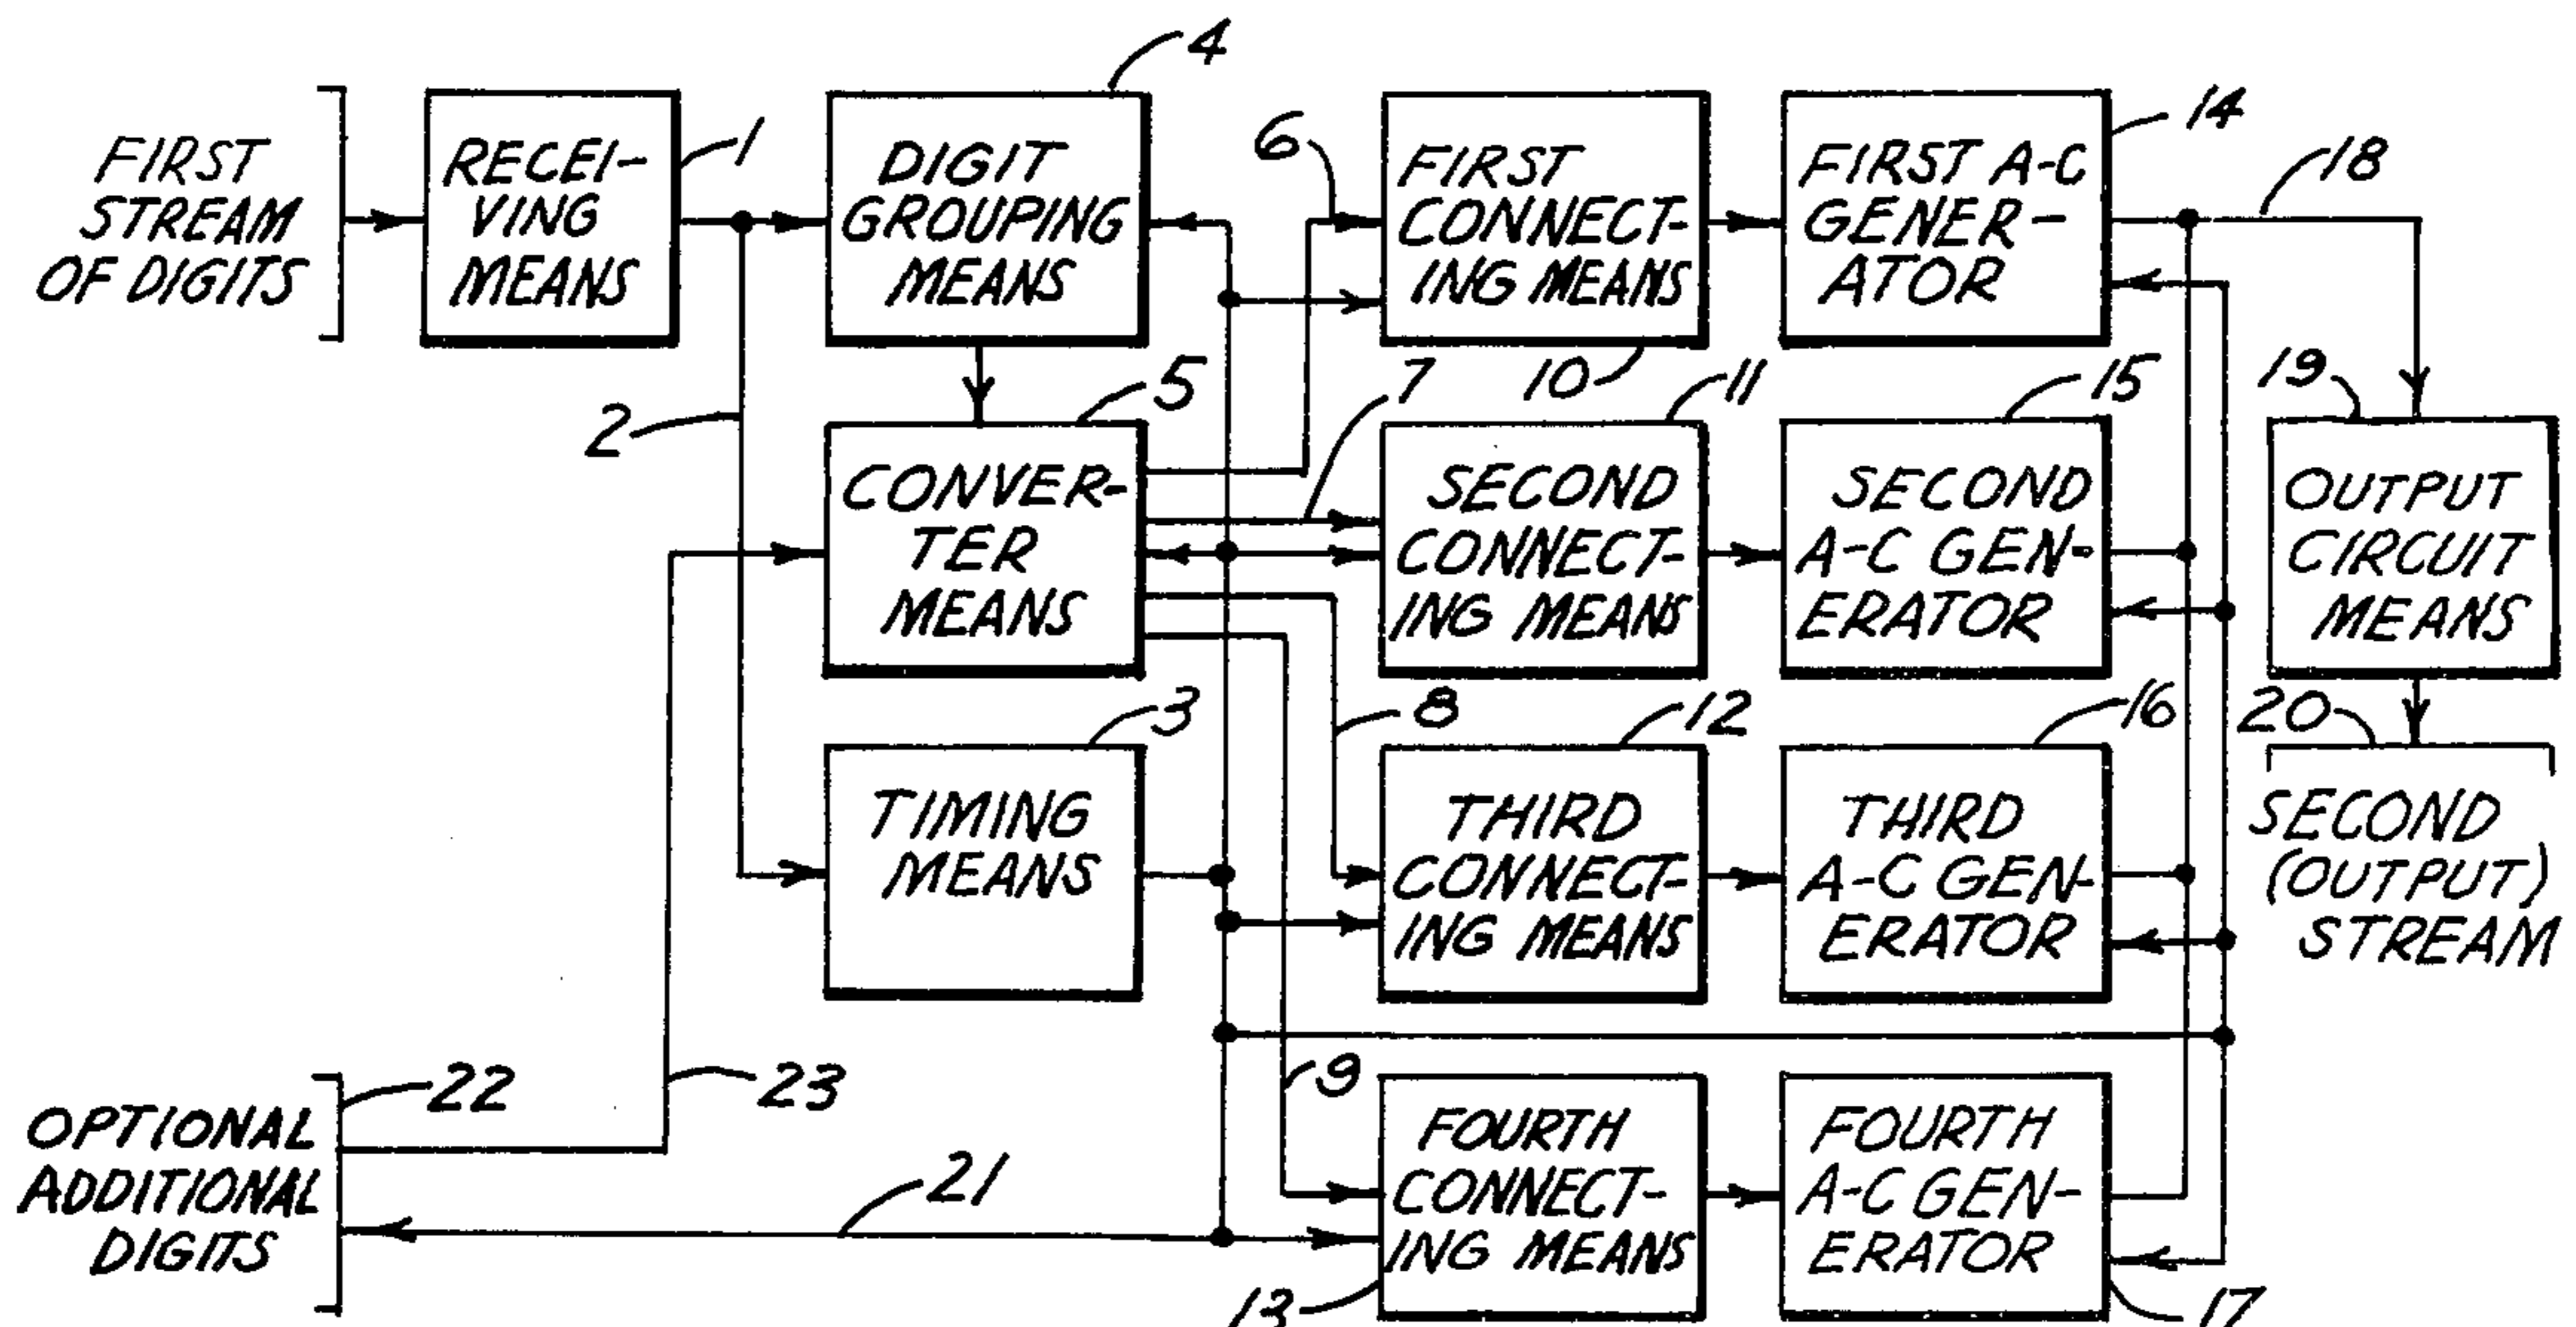 4
FIRST
STREAM
OF DIGITS
RECEI-
VING
MEANS
1
DIGIT
GROUPING
MEANS
6
FIRST
CONNECT-
ING MEANS
FIRST A-C
GENER-
ATOR
14
18
2
5
7
10
11
15
19
CONVER-
TER
MEANS
SECOND
CONNECT-
ING MEANS
SECOND
A-C GEN-
ERATOR
OUTPUT
CIRCUIT
MEANS
3
8
12
16
20
TIMING
MEANS
THIRD
CONNECT-
ING MEANS
THIRD
A-C GEN-
ERATOR
SECOND
(OUTPUT)
STREAM
22
23
9
OPTIONAL
ADDITIONAL
DIGITS
21
FOURTH
CONNECT-
ING MEANS
FOURTH
A-C GEN-
ERATOR
13
17